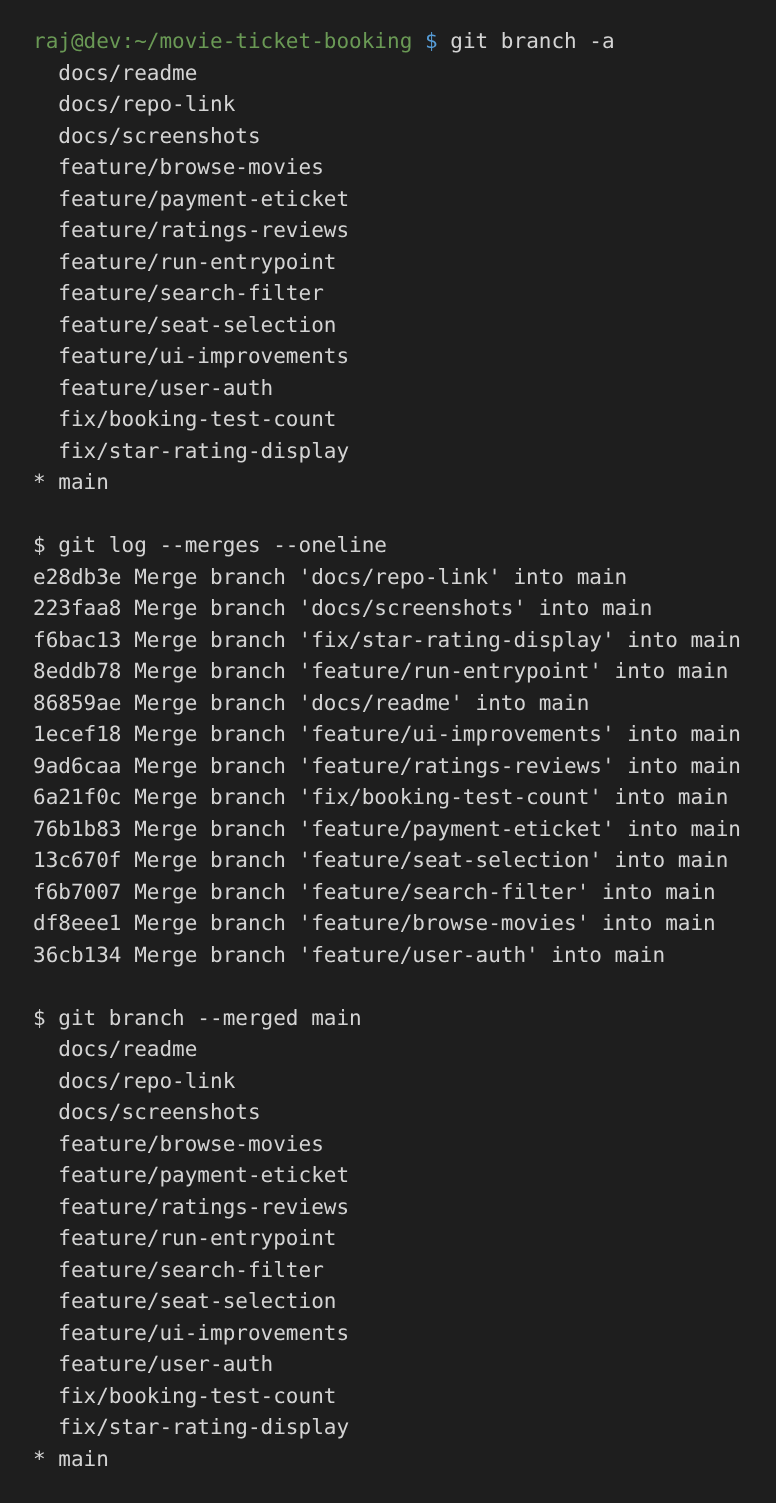 raj@dev:~/movie-ticket-booking $ git branch -a
  docs/readme
  docs/repo-link
  docs/screenshots
  feature/browse-movies
  feature/payment-eticket
  feature/ratings-reviews
  feature/run-entrypoint
  feature/search-filter
  feature/seat-selection
  feature/ui-improvements
  feature/user-auth
  fix/booking-test-count
  fix/star-rating-display
* main

$ git log --merges --oneline
e28db3e Merge branch 'docs/repo-link' into main
223faa8 Merge branch 'docs/screenshots' into main
f6bac13 Merge branch 'fix/star-rating-display' into main
8eddb78 Merge branch 'feature/run-entrypoint' into main
86859ae Merge branch 'docs/readme' into main
1ecef18 Merge branch 'feature/ui-improvements' into main
9ad6caa Merge branch 'feature/ratings-reviews' into main
6a21f0c Merge branch 'fix/booking-test-count' into main
76b1b83 Merge branch 'feature/payment-eticket' into main
13c670f Merge branch 'feature/seat-selection' into main
f6b7007 Merge branch 'feature/search-filter' into main
df8eee1 Merge branch 'feature/browse-movies' into main
36cb134 Merge branch 'feature/user-auth' into main

$ git branch --merged main
  docs/readme
  docs/repo-link
  docs/screenshots
  feature/browse-movies
  feature/payment-eticket
  feature/ratings-reviews
  feature/run-entrypoint
  feature/search-filter
  feature/seat-selection
  feature/ui-improvements
  feature/user-auth
  fix/booking-test-count
  fix/star-rating-display
* main